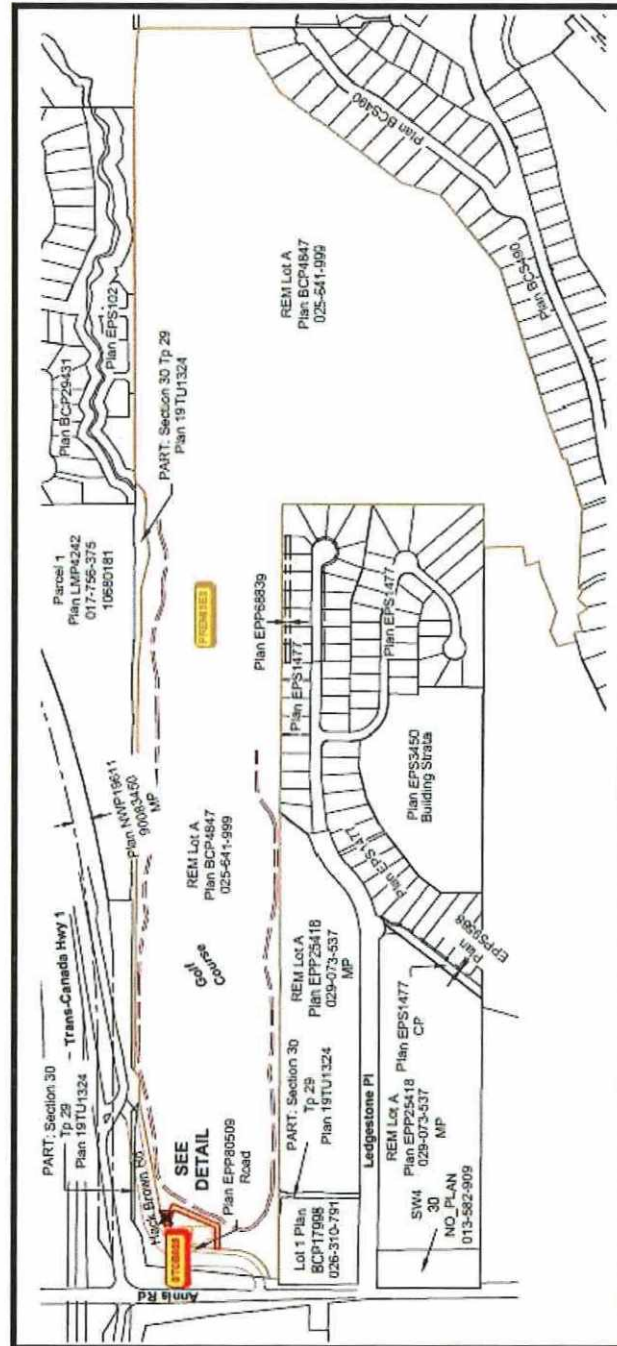 Plan BCP29431
Plan EPS102
Parcel 1
Plan LMP4242
017-756-375
10680181
PART: Section 30 Tp 29
Plan 19TU1324
REM Lot A
Plan BCP4847
025-641-999
Plan BCS490
Plan BCS490
PREMISES
Plan NWP19611
90083450
MP
Trans-Canada Hwy 1
PART: Section 30
Tp 29
Plan 19TU1324
Hack Brown Rd
REM Lot A
Plan BCP4847
025-641-999
Golf
Course
SEE
DETAIL
Plan EPP80509
Road
STCB928
Annis Rd
Plan EPP68839
Plan EPS1477
Plan EPS1477
Plan EPS3450
Building Strata
Plan EPS1477
Plan
EPP59588
REM Lot A
Plan EPP25418
029-073-537
MP
PART: Section 30
Tp 29
Plan 19TU1324
Lot 1 Plan
BCP17998
026-310-791
Ledgestone Pl
Plan EPS1477
CP
REM Lot A
Plan EPP25418
029-073-537
MP
SW4
30
NO_PLAN
013-582-909